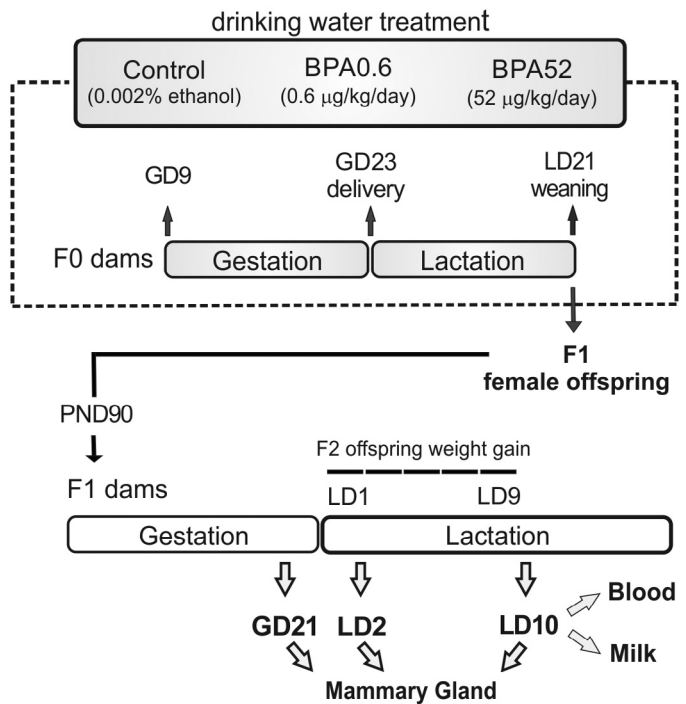 drinking water treatment
Control
(0.002% ethanol)
BPA0.6
(0.6 µg/kg/day)
BPA52
(52 µg/kg/day)
GD9
GD23
delivery
LD21
weaning
F0 dams
Gestation
Lactation
F1
female offspring
PND90
F1 dams
F2 offspring weight gain
LD1
LD9
Gestation
Lactation
GD21
LD2
LD10
Blood
Milk
Mammary Gland